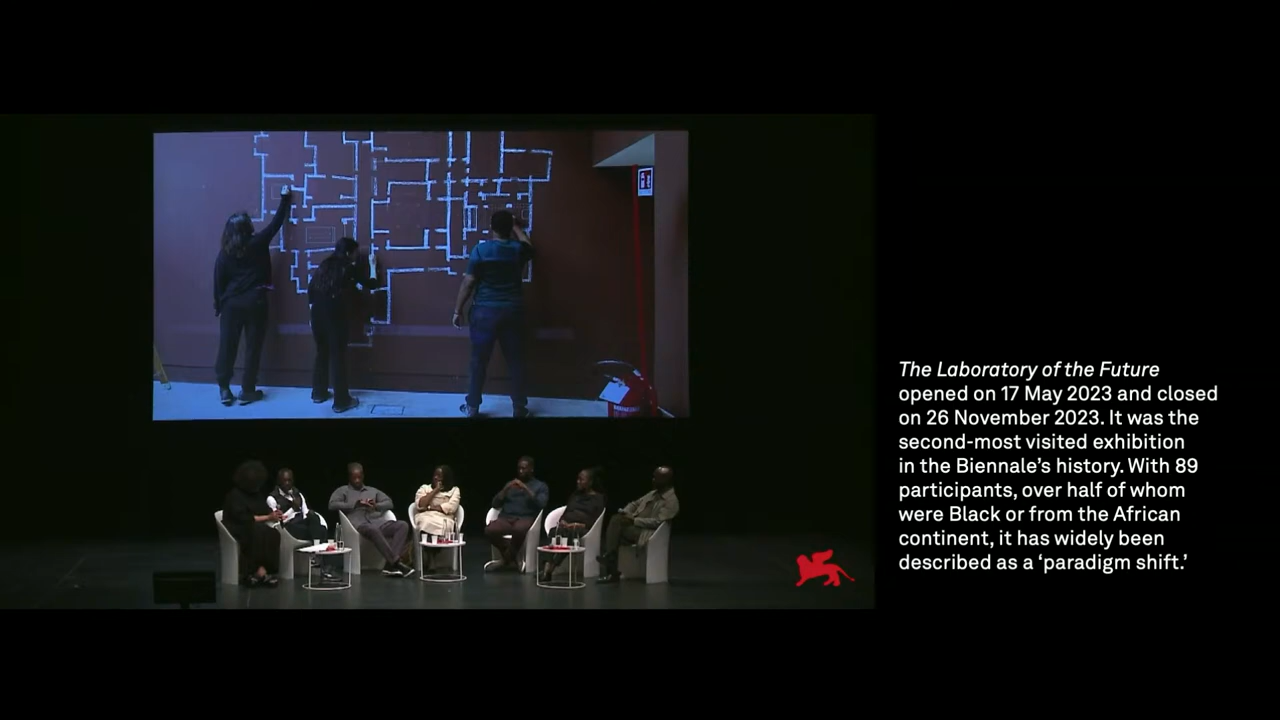 The Laboratory of the Future
opened on 17 May 2023 and closed
on 26 November 2023. It was the
second-most visited exhibition
in the Biennale’s history. With 89
participants, over half of whom
were Black or from the African
continent, it has widely been
described as a ‘paradigm shift.’